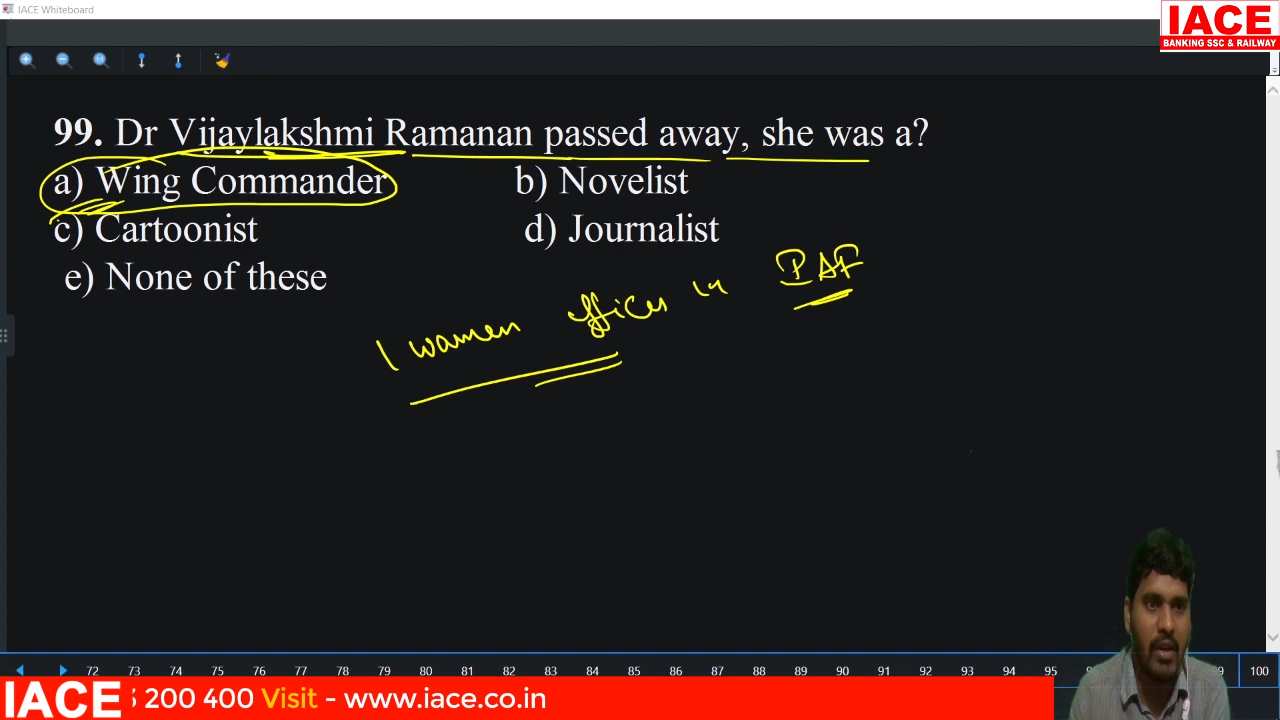 IACE Whiteboard
IACE
BANKING SSC & RAILWAY
99. Dr Vijaylakshmi Ramanan passed away, she was a?
a) Wing Commander b) Novelist
c) Cartoonist d) Journalist
e) None of these
1 women officer in IAF
72 73 74 75 76 77 78 79 80 81 82 83 84 85 86 87 88 89 90 91 92 93 94 95 100
IACE 200 400 Visit - www.iace.co.in